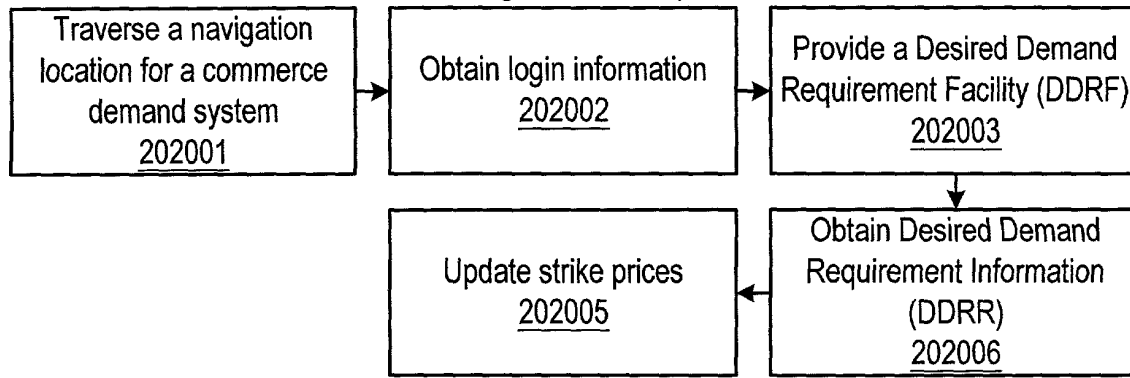 Traverse a navigation
location for a commerce
demand system
202001
Obtain login information
202002
Provide a Desired Demand
Requirement Facility (DDRF)
202003
Obtain Desired Demand
Requirement Information
(DDRR)
202006
Update strike prices
202005